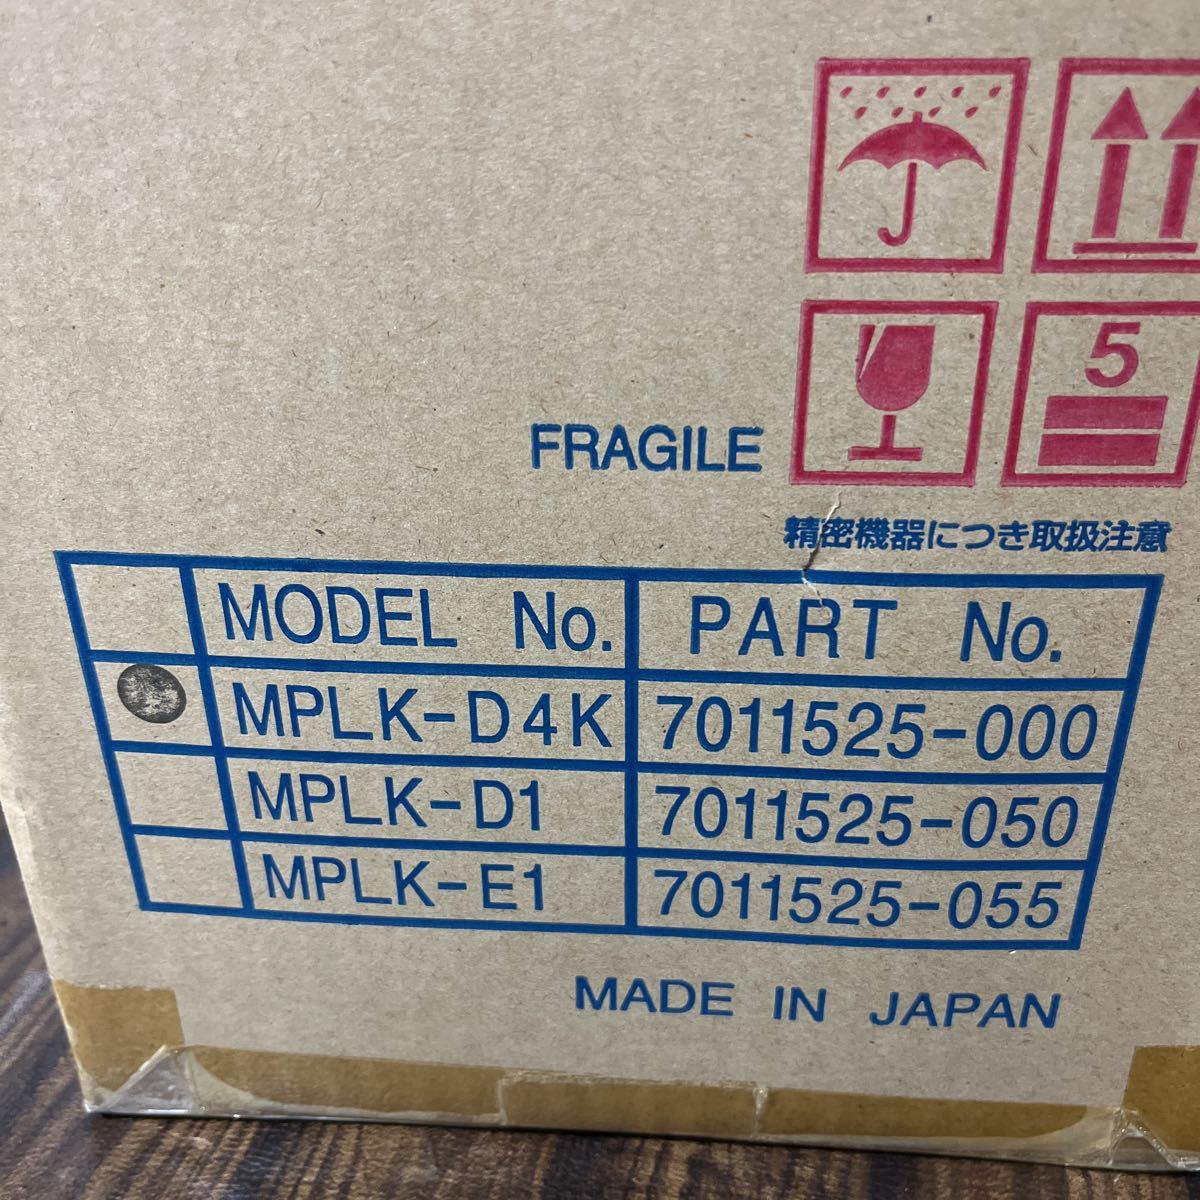 5
FRAGILE
精密機器につき取扱注意
MODEL No. PART No.
MPLK-D4K 7011525-000
MPLK-D1 7011525-050
MPLK-E1 7011525-055
MADE IN JAPAN